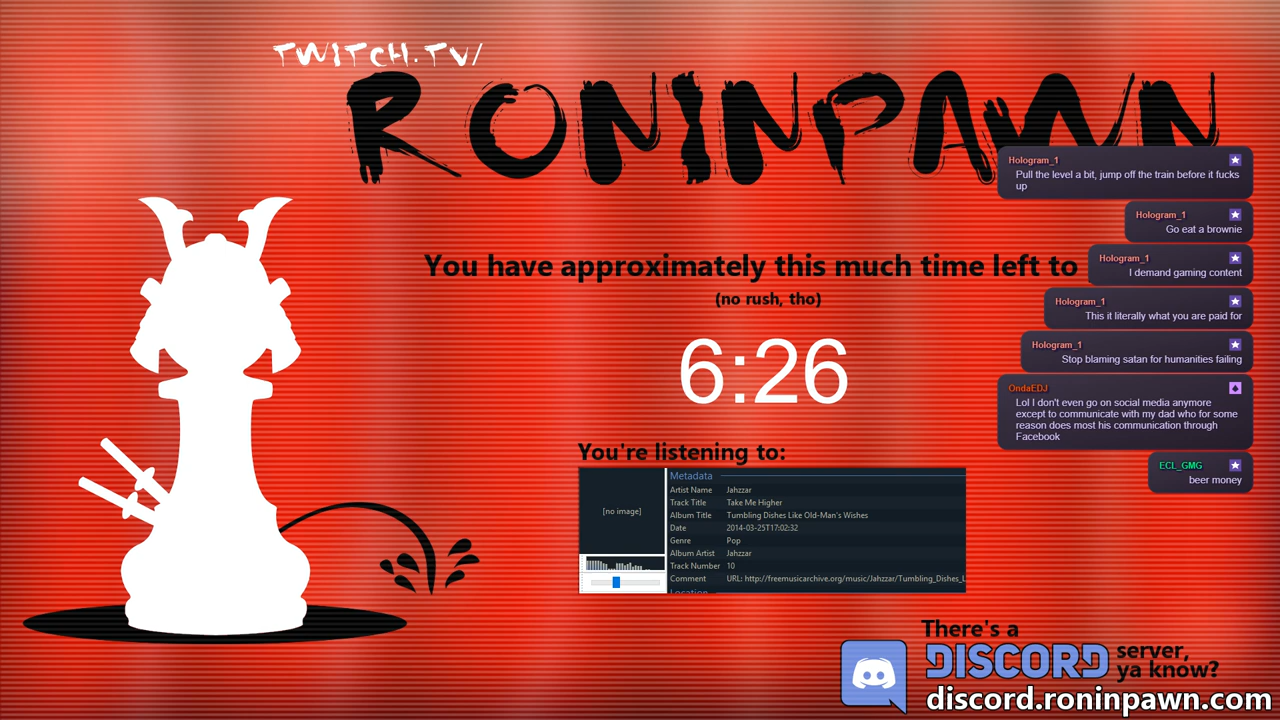 TWITCH.TV/
RONINPAWN
You have approximately this much time left to
(no rush, tho)
6:26
You're listening to:
[no image]
Metadata
Artist Name Jahzzar
Track Title Take Me Higher
Album Title Tumbling Dishes Like Old-Man's Wishes
Date 2014-03-25T17:02:32
Genre Pop
Album Artist Jahzzar
Track Number 10
Comment URL: http://freemusicarchive.org/music/Jahzzar/Tumbling_Dishes_L
Location
Hologram_1
Pull the level a bit, jump off the train before it fucks
up
Hologram_1
Go eat a brownie
Hologram_1
I demand gaming content
Hologram_1
This it literally what you are paid for
Hologram_1
Stop blaming satan for humanities failing
OndaEDJ
Lol I don't even go on social media anymore
except to communicate with my dad who for some
reason does most his communication through
Facebook
ECL_GMG
beer money
There's a
DISCORD server,
ya know?
discord.roninpawn.com